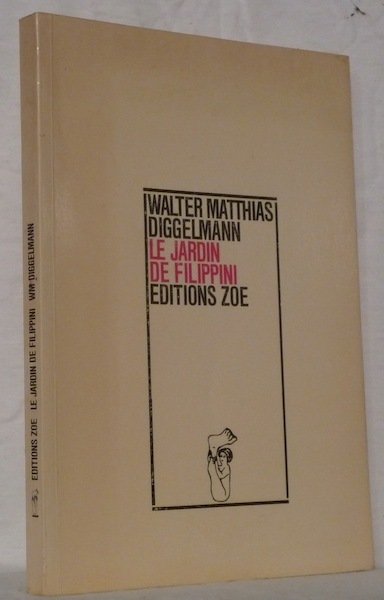 WALTER MATTHIAS
DIGGELMANN
LE JARDIN
DE FILIPPINI
EDITIONS ZOE
EDITIONS ZOE LE JARDIN DE FILIPPINI WM DIGGELMANN